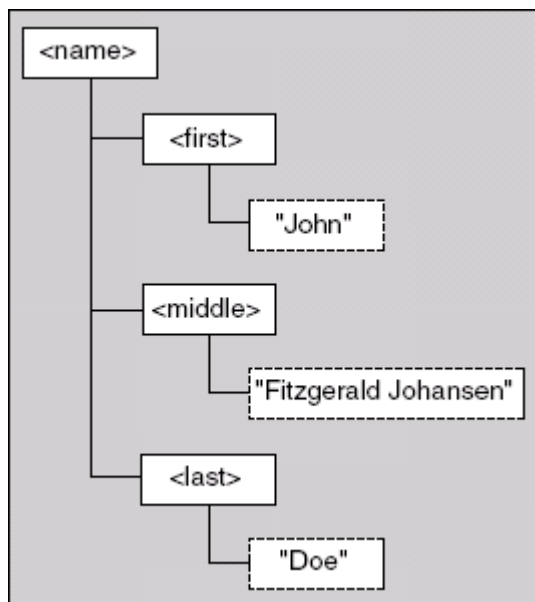 <name>
<first>
"John"
<middle>
"Fitzgerald Johansen"
<last>
"Doe"